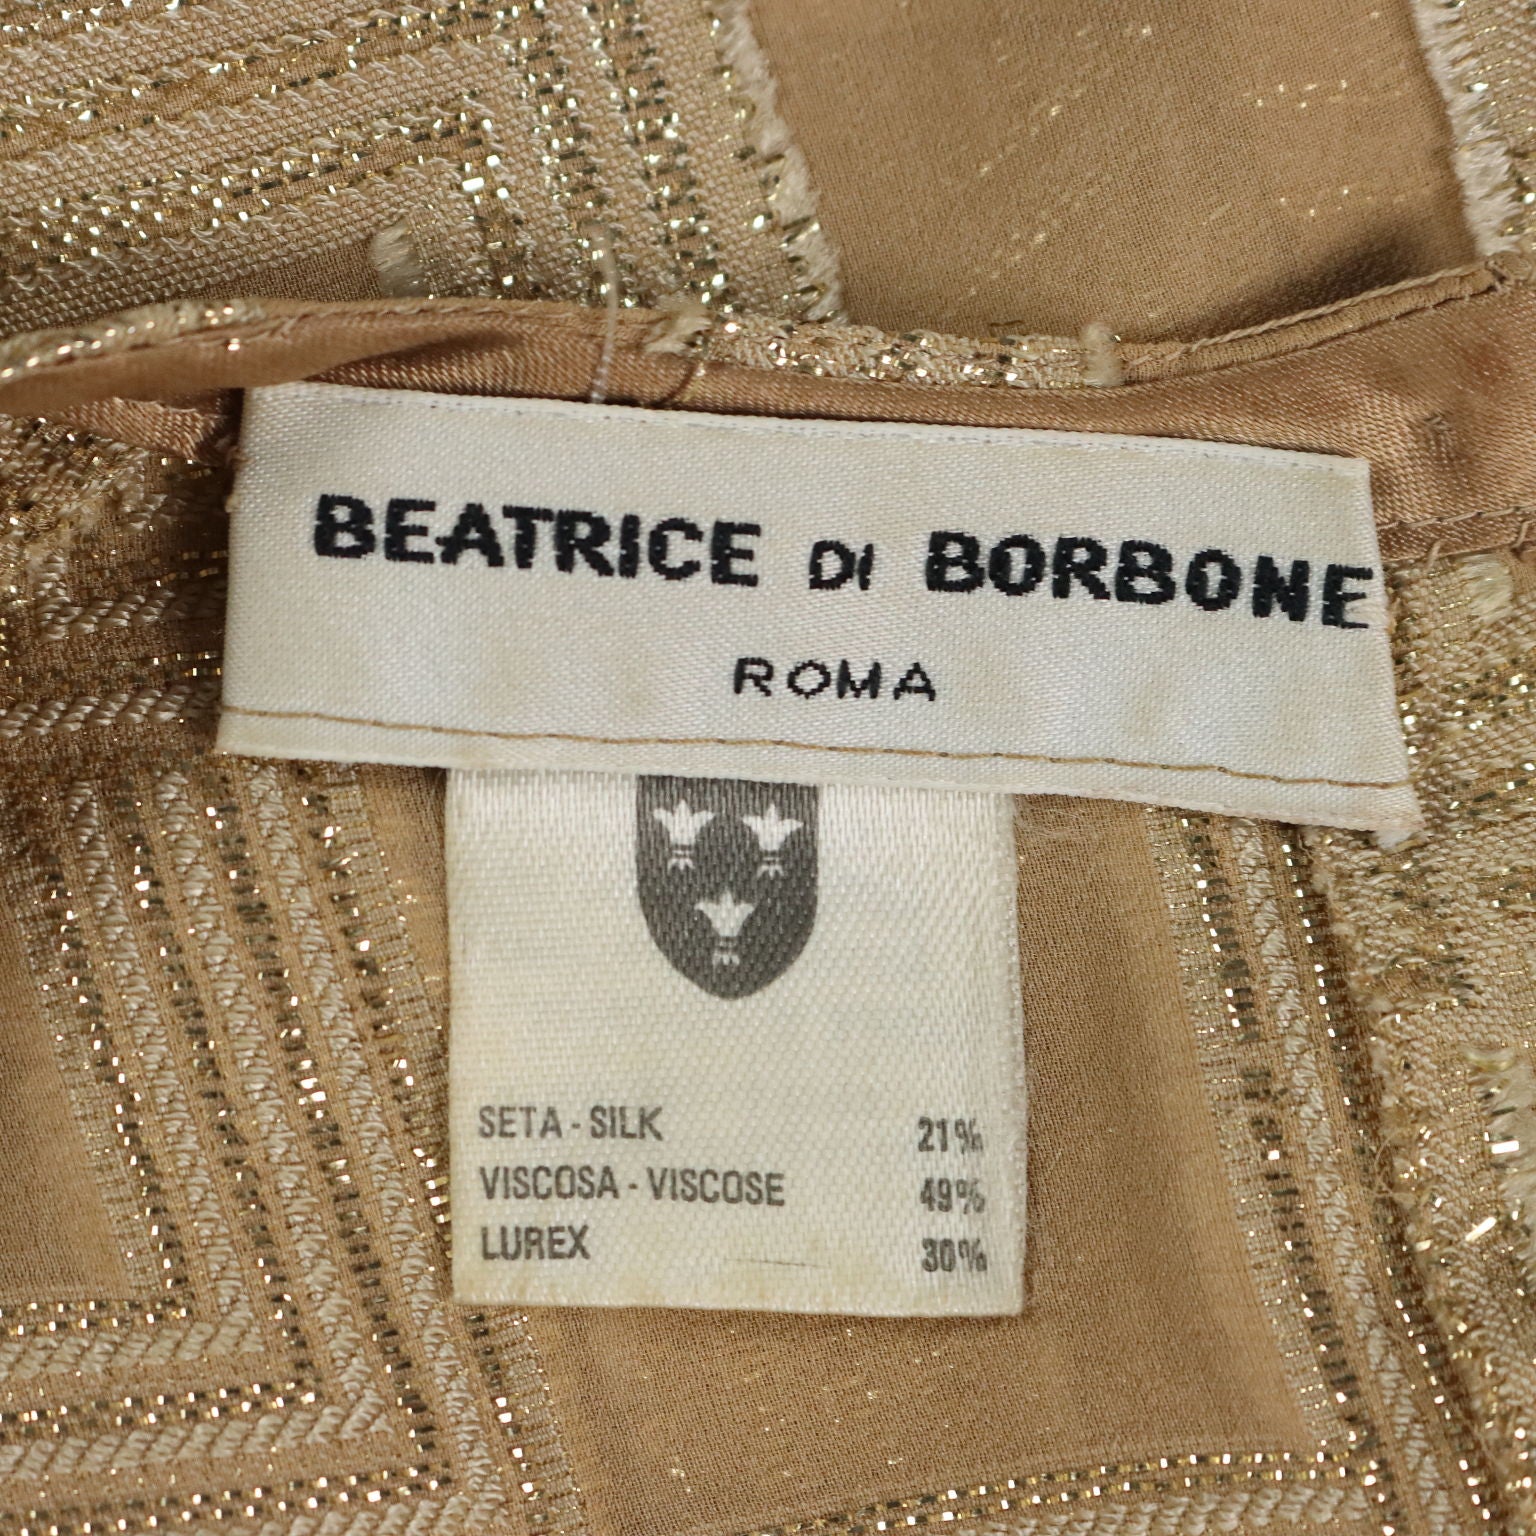 BEATRICE DI BORBONE
ROMA
SETA - SILK 21%
VISCOSA - VISCOSE 49%
LUREX 30%